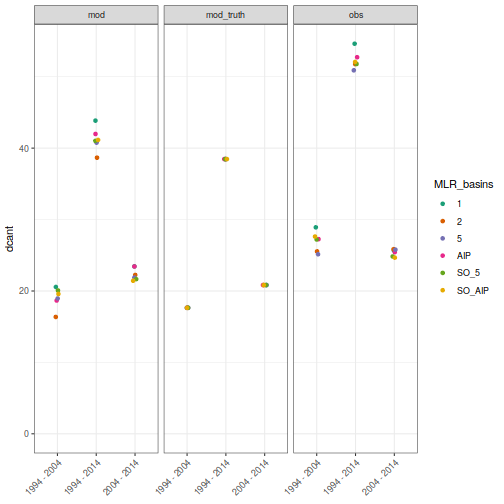 mod
mod_truth
obs
dcant
40
20
0
1994 - 2004
1994 - 2014
2004 - 2014
1994 - 2004
1994 - 2014
2004 - 2014
1994 - 2004
1994 - 2014
2004 - 2014
MLR_basins
1
2
5
AIP
SO_5
SO_AIP